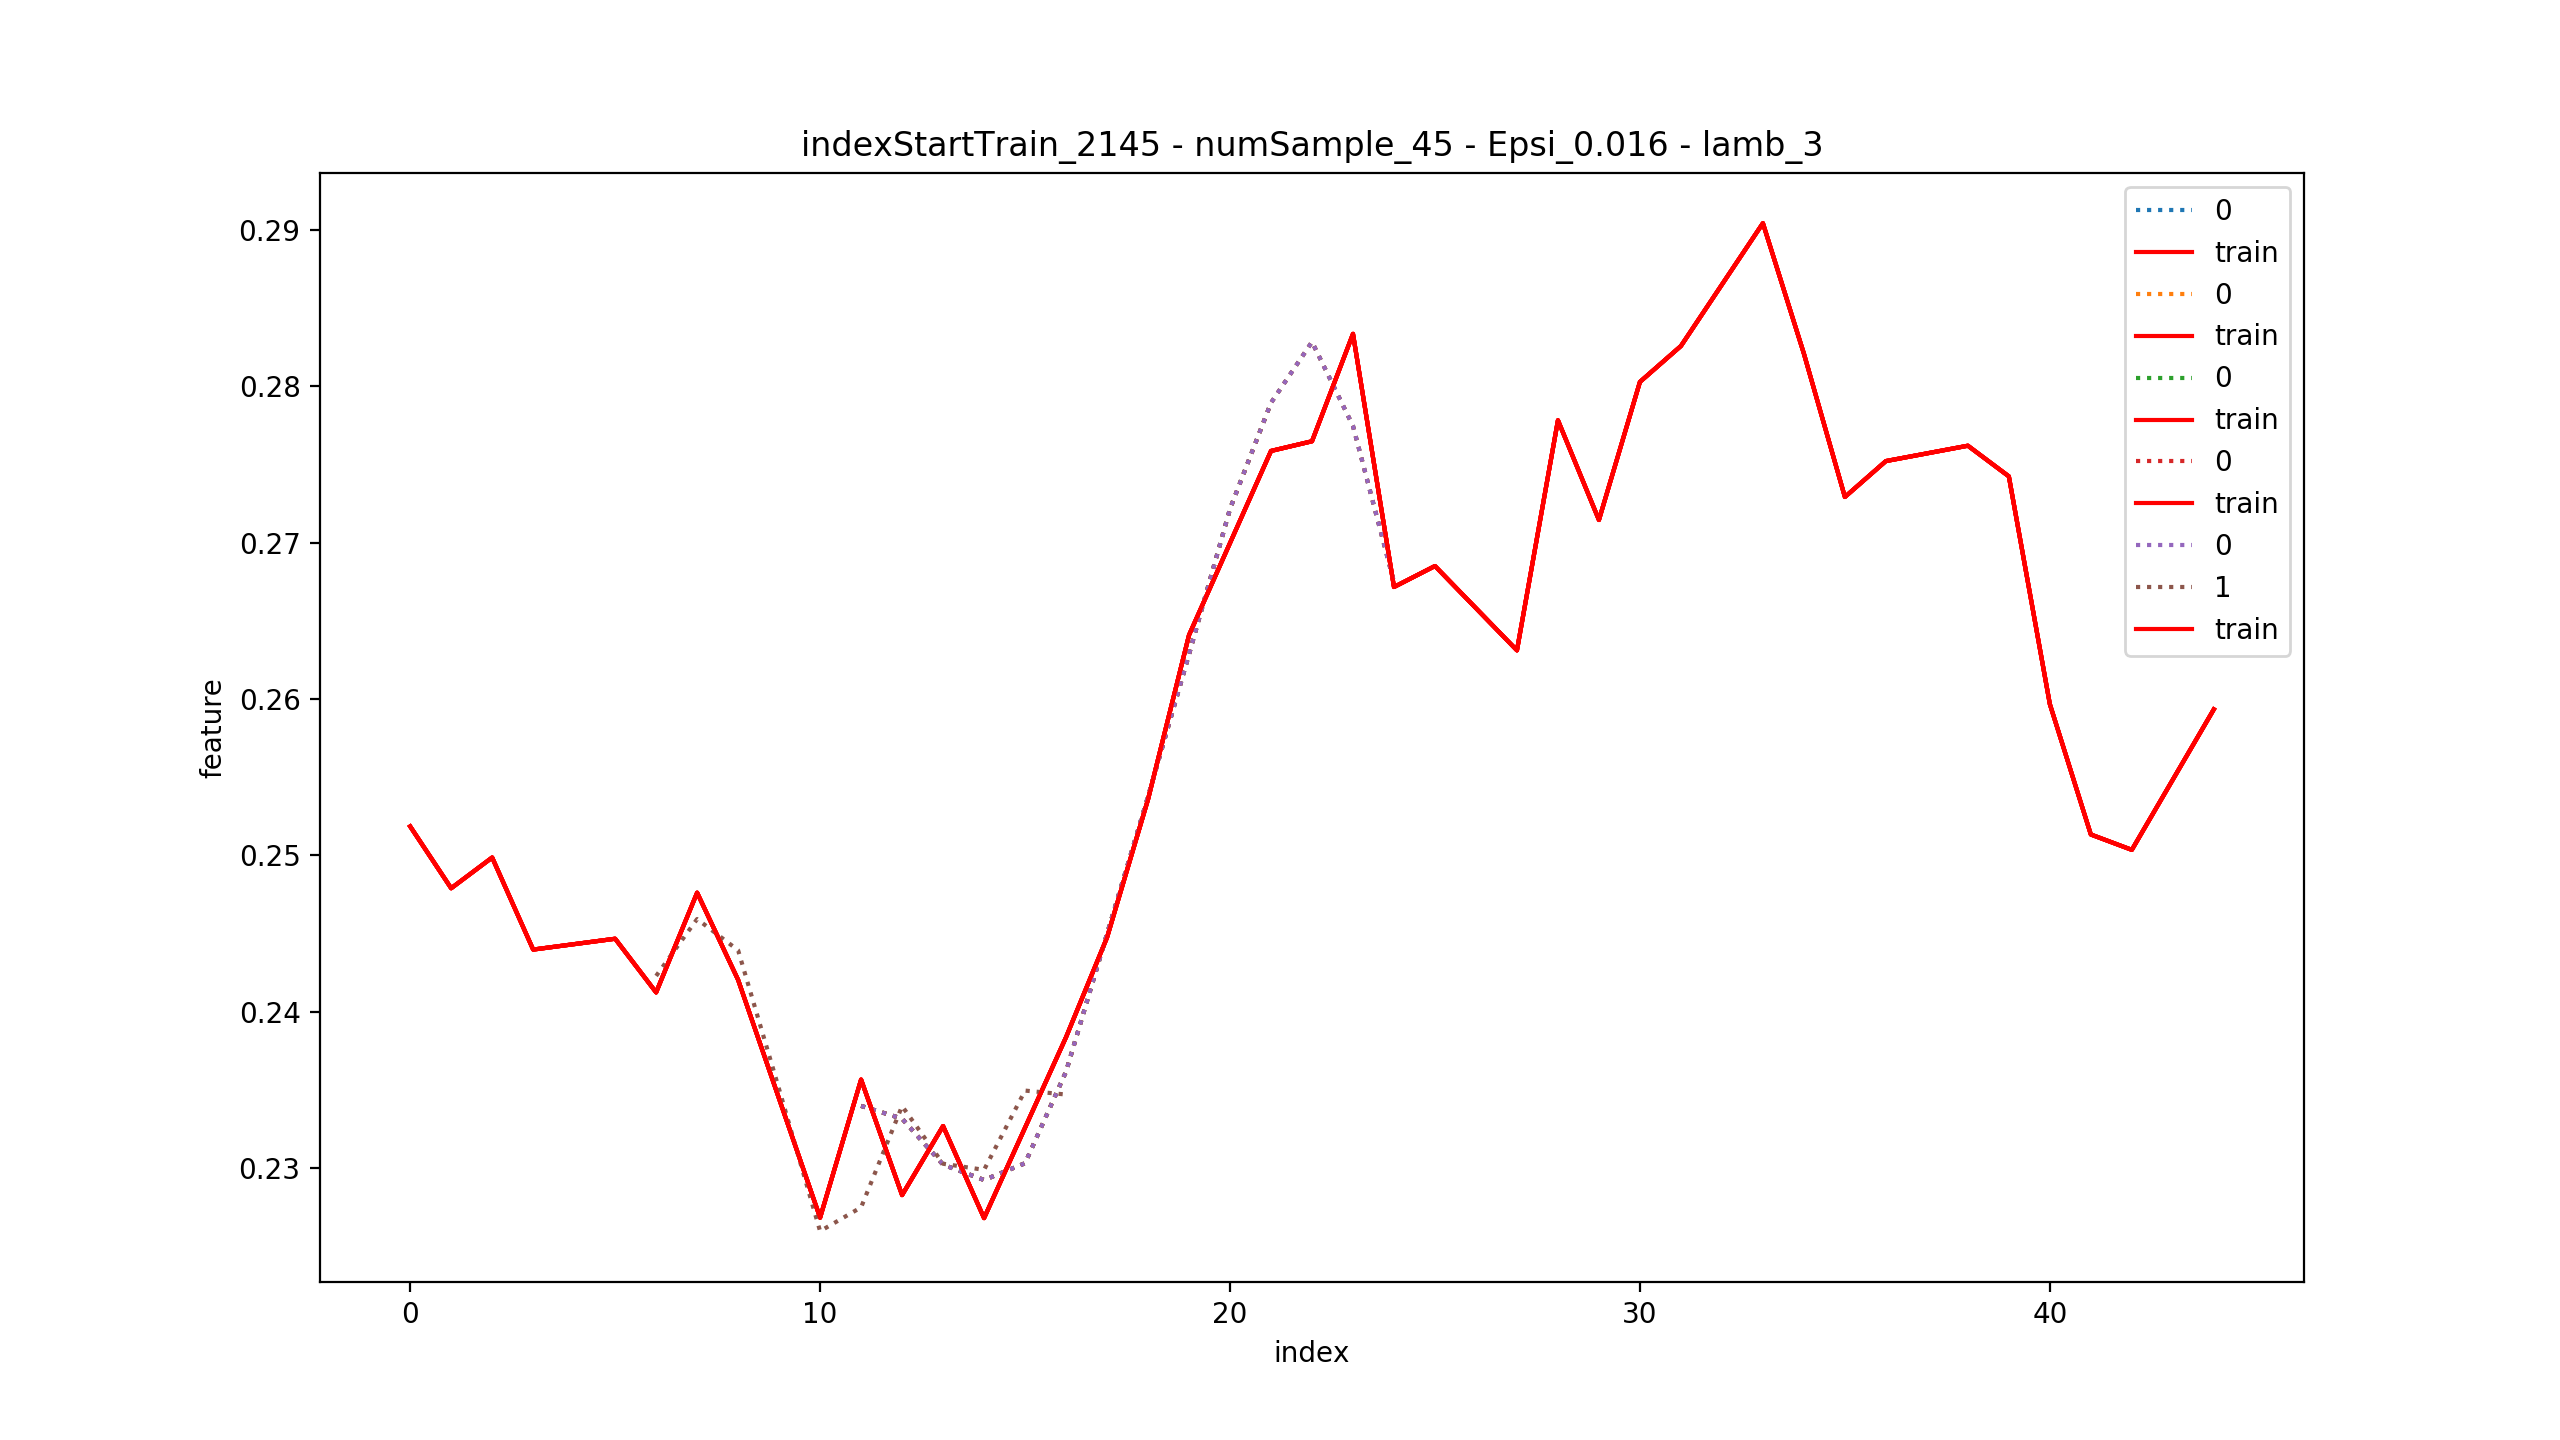 indexStartTrain_2145 - numSample_45 - Epsi_0.016 - lamb_3
0
train
0
train
0
train
0
train
0
1
train
0.29
0.28
0.27
0.26
0.25
0.24
0.23
feature
0 10 20 30 40
index